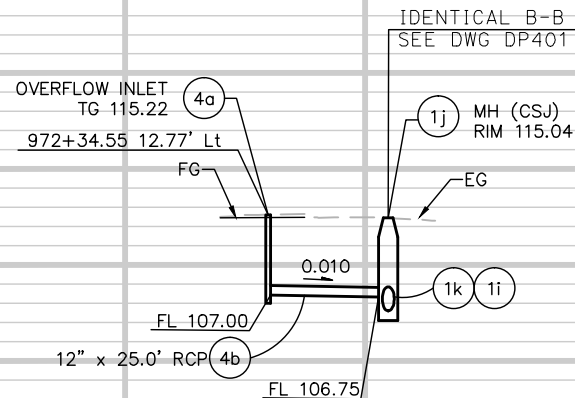 IDENTICAL B-B
SEE DWG DP401
OVERFLOW INLET
TG 115.22
4a
1j
MH (CSJ)
RIM 115.04
972+34.55 12.77' Lt
FG
EG
0.010
1k
1i
FL 107.00
12" x 25.0' RCP
4b
FL 106.75